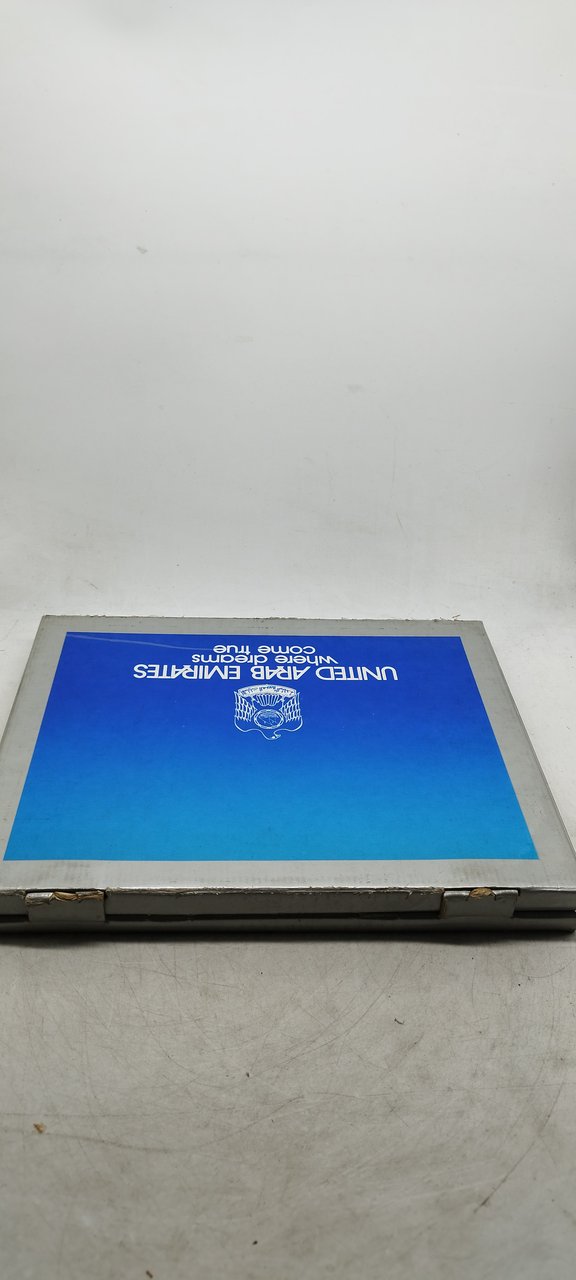 UNITED ARAB EMIRATES
where dreams
come true